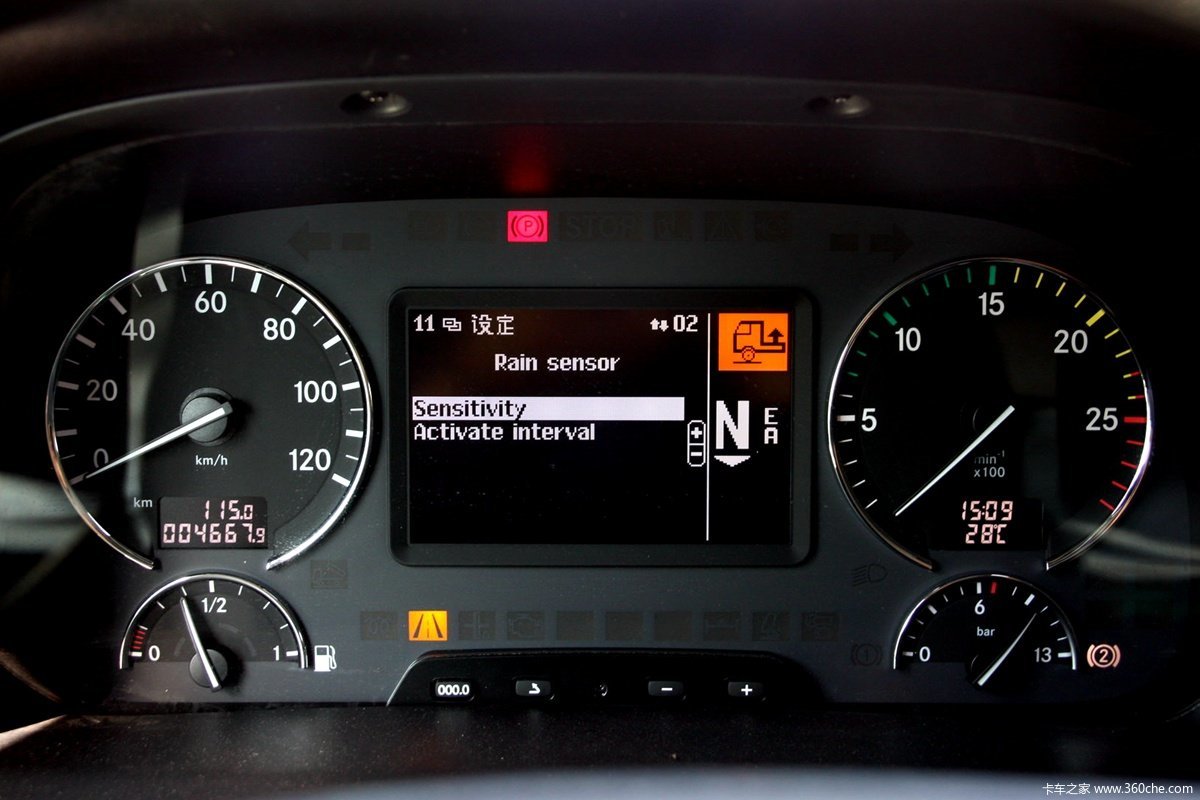 P
STOP
60
40
80
20
100
0
120
km/h
km
115.0
004667.9
11 设定 02
Rain sensor
Sensitivity
Activate interval
+
−
N
E
A
15
10
20
5
25
min⁻¹
x100
15:09
28℃
1/2
0
1
6
bar
0
13
1
2
000.0
−
+
卡车之家 www.360che.com